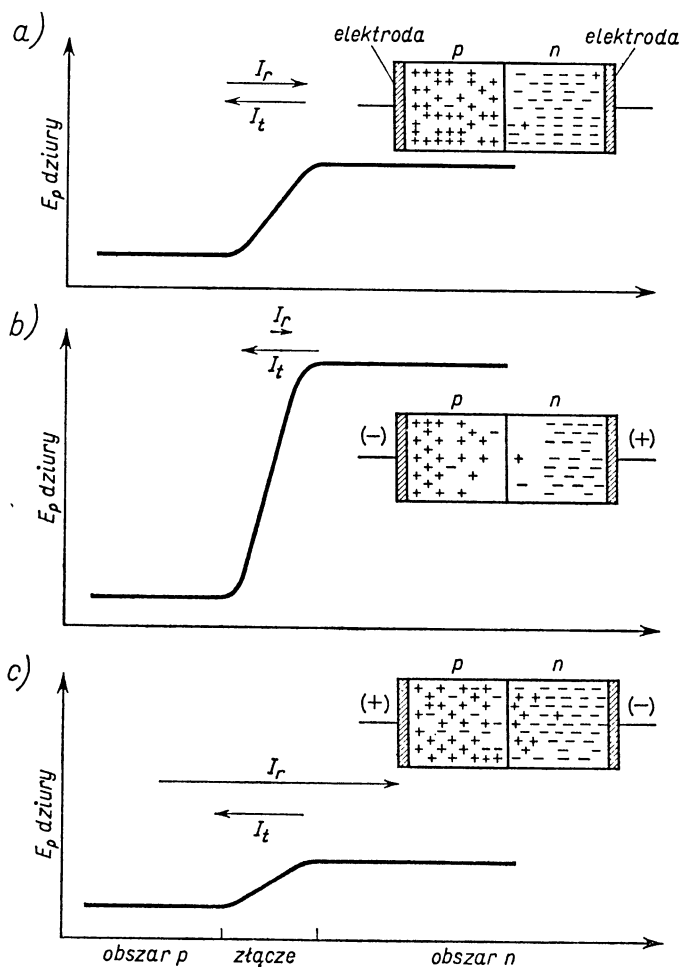 a)
elektroda p n elektroda
I_r
I_t
E_p dziury
b)
I_r
I_t
p n
(-) (+)
E_p dziury
c)
p n
(+) (-)
I_r
I_t
E_p dziury
obszar p złącze obszar n